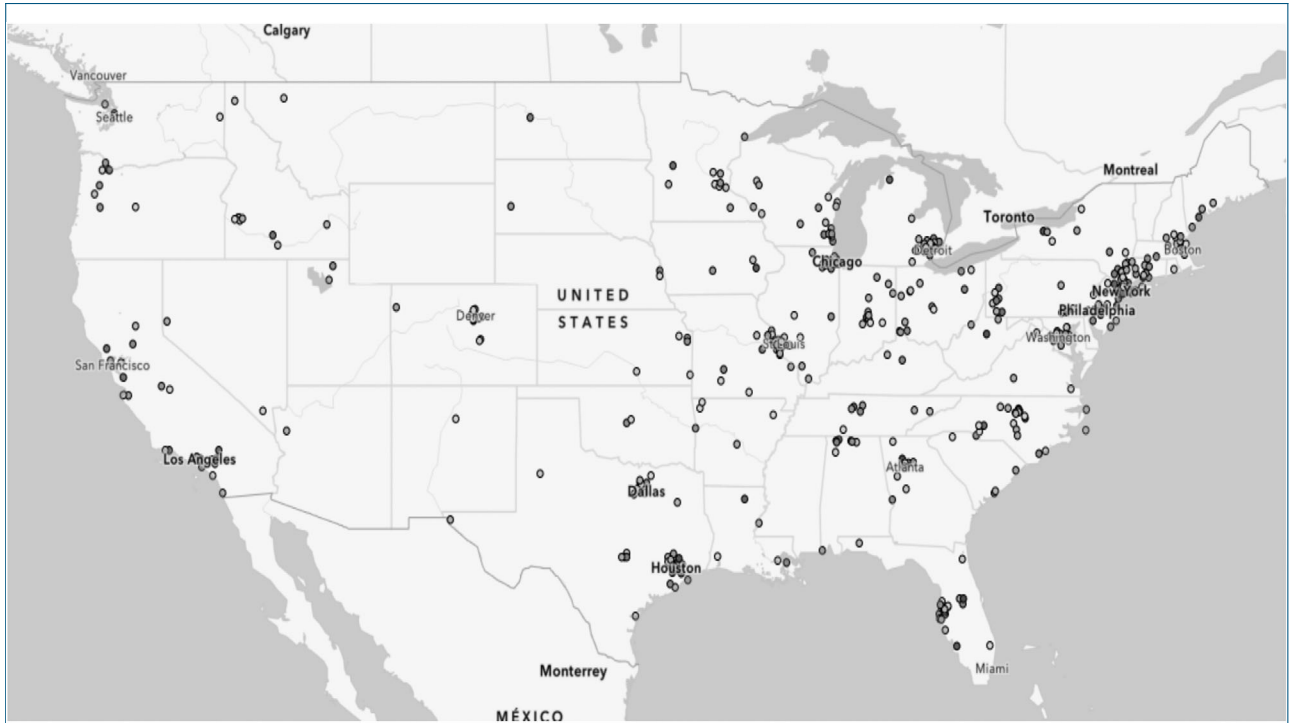 Calgary
Vancouver
Seattle
Montreal
Toronto
Boston
Detroit
Chicago
UNITED
STATES
New York
Philadelphia
Denver
Washington
St Louis
San Francisco
Los Angeles
Atlanta
Dallas
Houston
Miami
Monterrey
MÉXICO